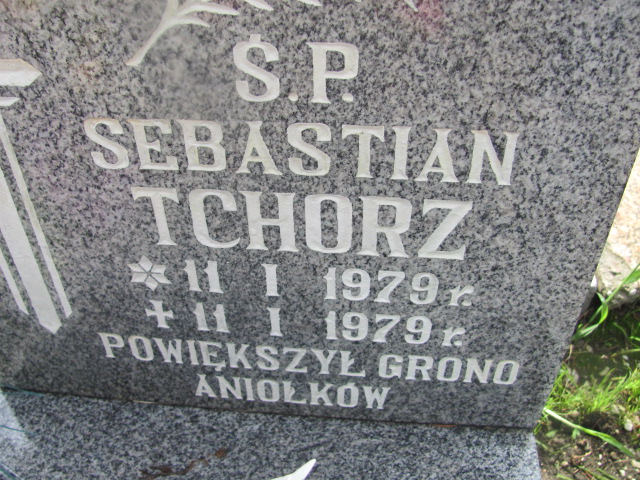 Ś.P.
SEBASTIAN
TCHORZ
* 11 I 1979 r.
+ 11 I 1979 r.
POWIĘKSZYŁ GRONO
ANIOŁKÓW